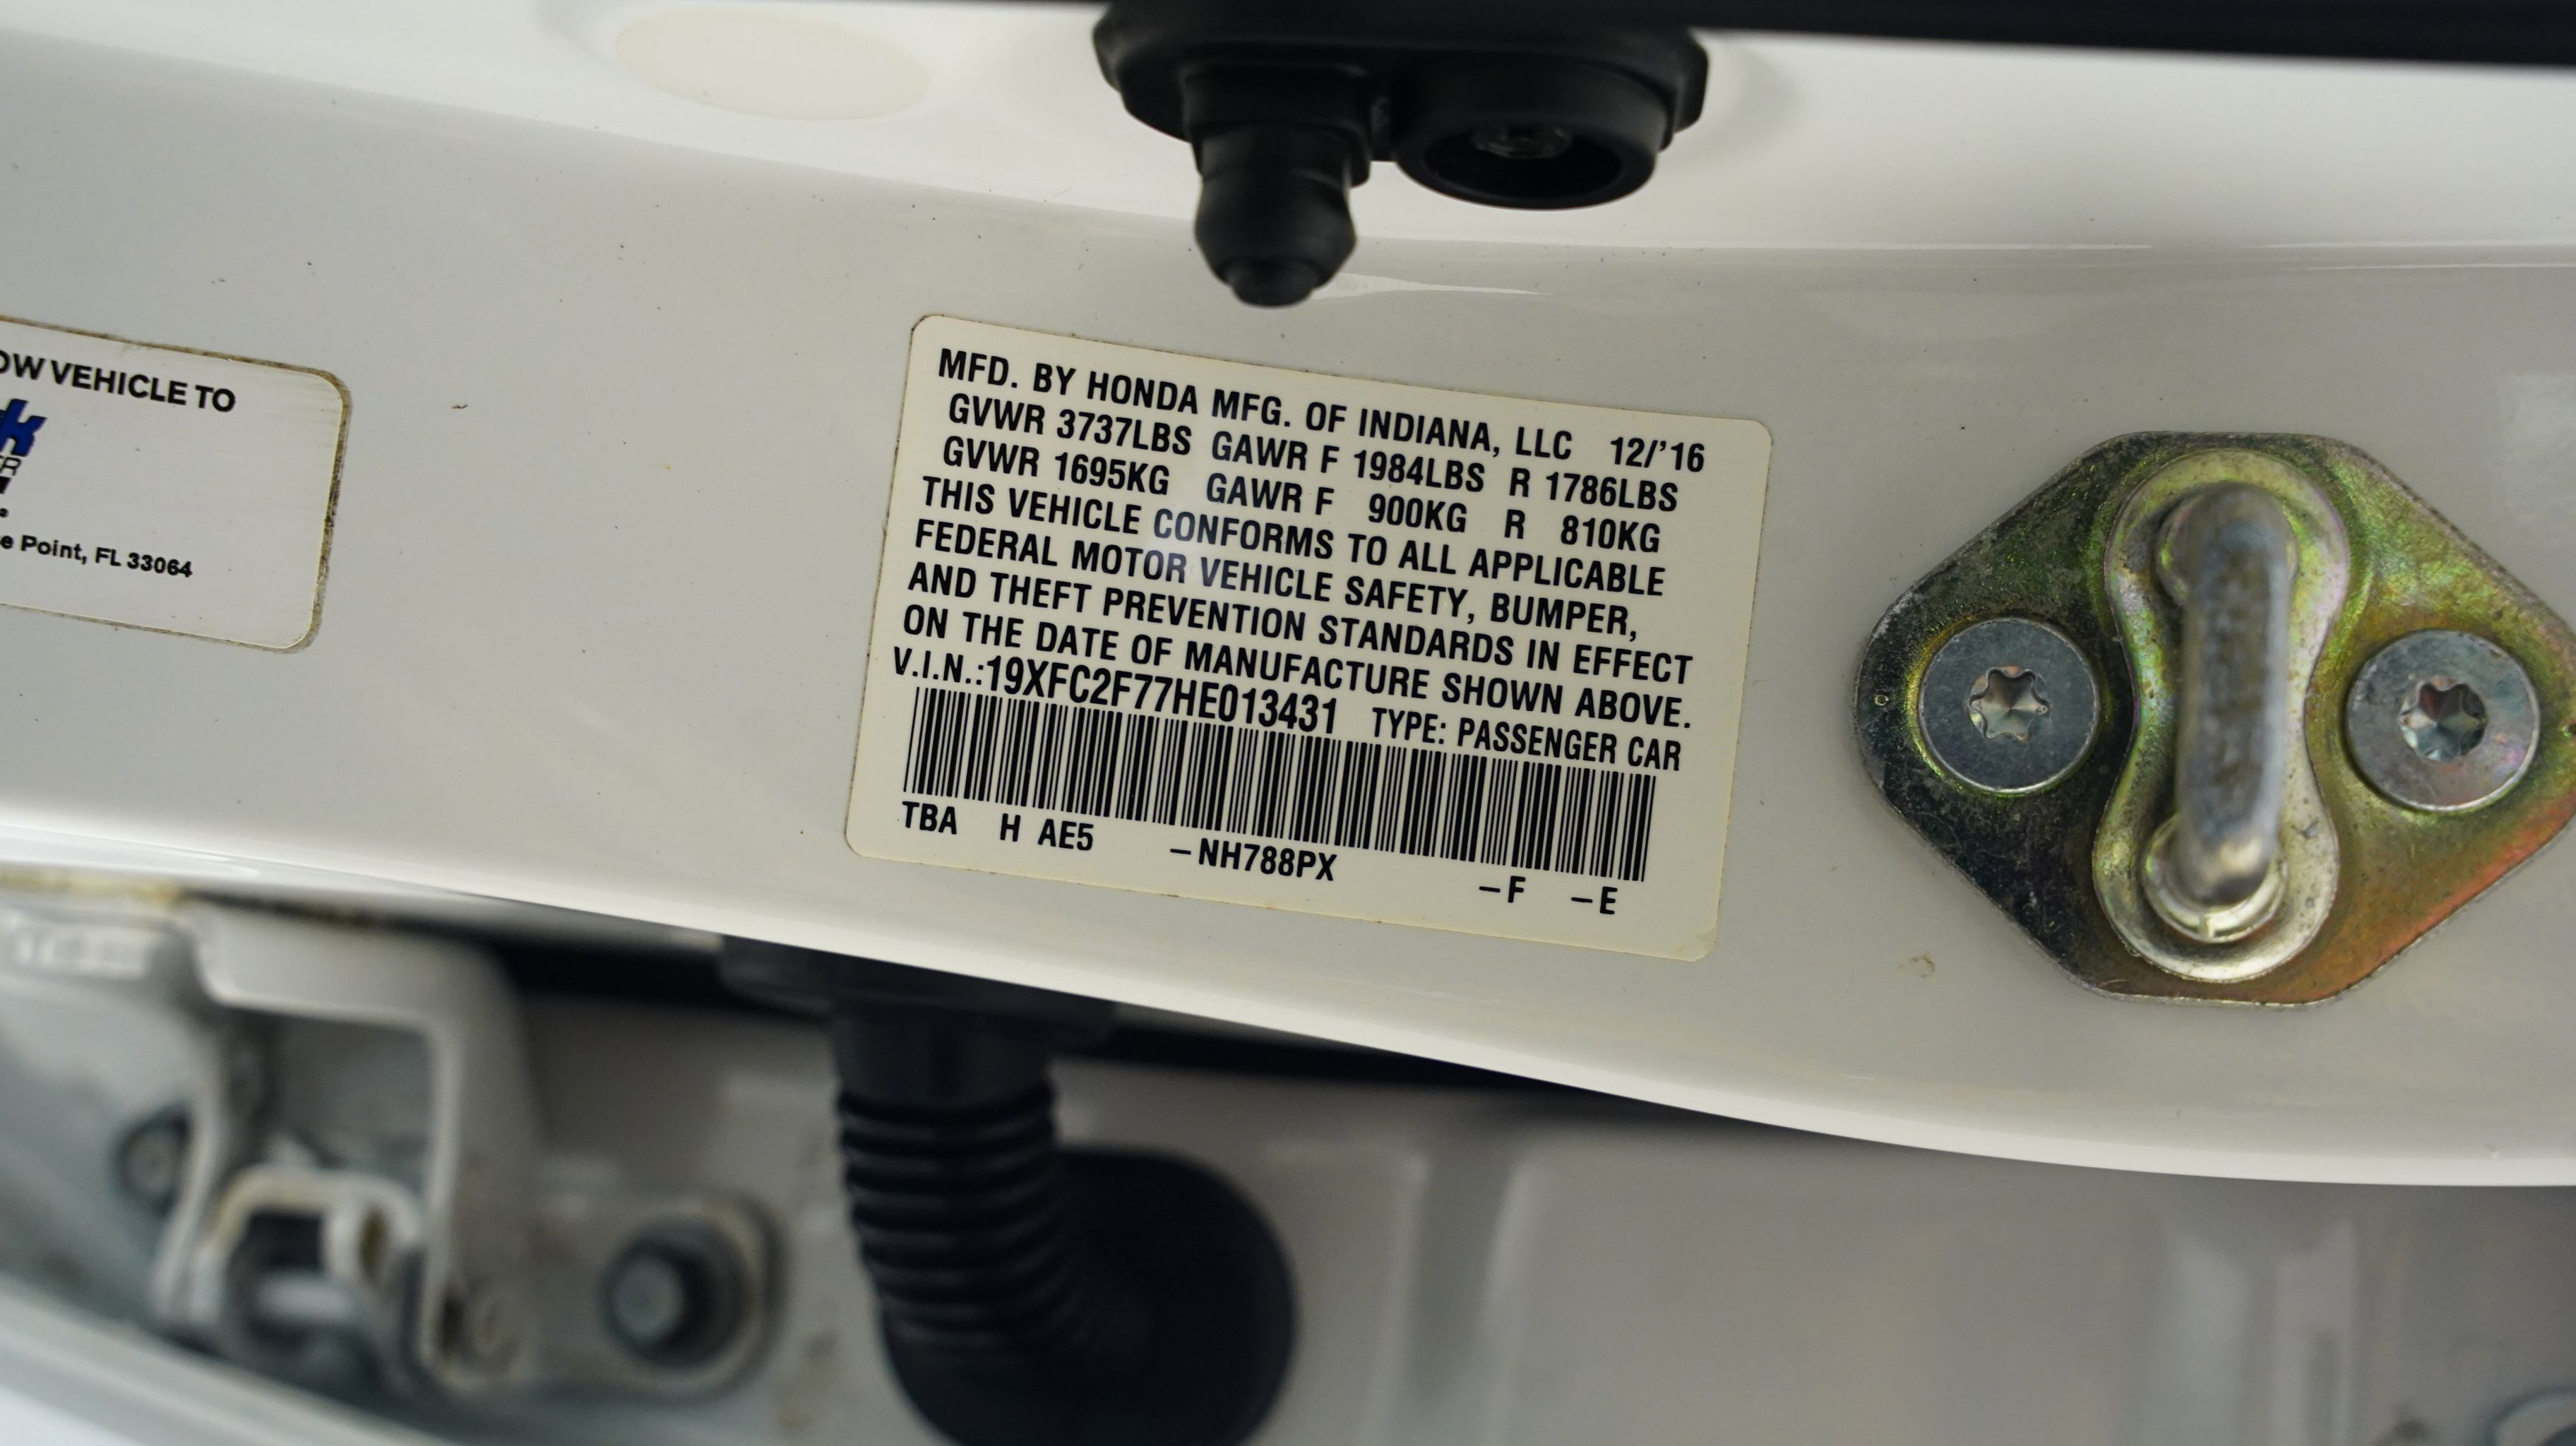 OW VEHICLE TO
k
ER
e Point, FL 33064
MFD. BY HONDA MFG. OF INDIANA, LLC 12/'16
GVWR 3737LBS GAWR F 1984LBS R 1786LBS
GVWR 1695KG GAWR F 900KG R 810KG
THIS VEHICLE CONFORMS TO ALL APPLICABLE
FEDERAL MOTOR VEHICLE SAFETY, BUMPER,
AND THEFT PREVENTION STANDARDS IN EFFECT
ON THE DATE OF MANUFACTURE SHOWN ABOVE.
V.I.N.:19XFC2F77HE013431 TYPE: PASSENGER CAR
TBA H AE5 –NH788PX –F –E